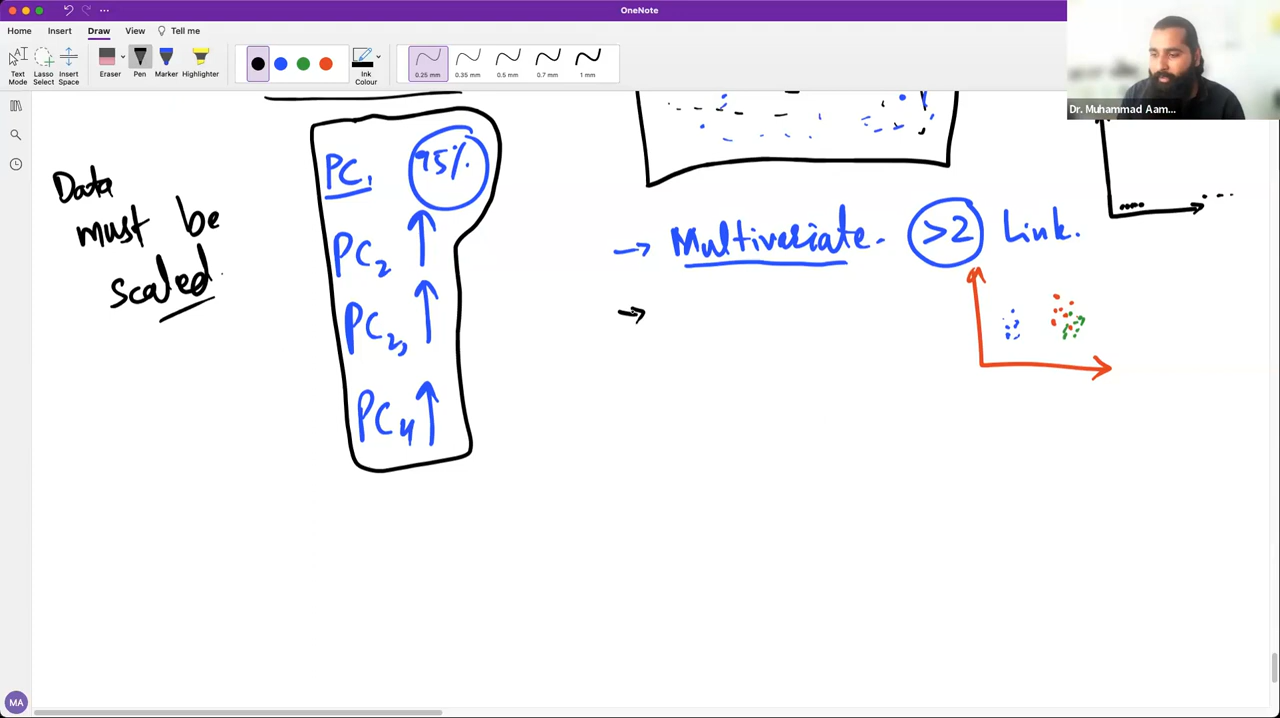 OneNote
Home Insert Draw View Tell me
Text Mode
Lasso Select
Insert Space
Eraser
Pen
Marker
Highlighter
Ink Colour
0.25 mm
0.35 mm
0.5 mm
0.7 mm
1 mm
Dr. Muhammad Aam...
Data
must be
scaled.
PC1 95%
PC2
PC2,
PC4
→ Multivariate. >2 Link.
→
MA